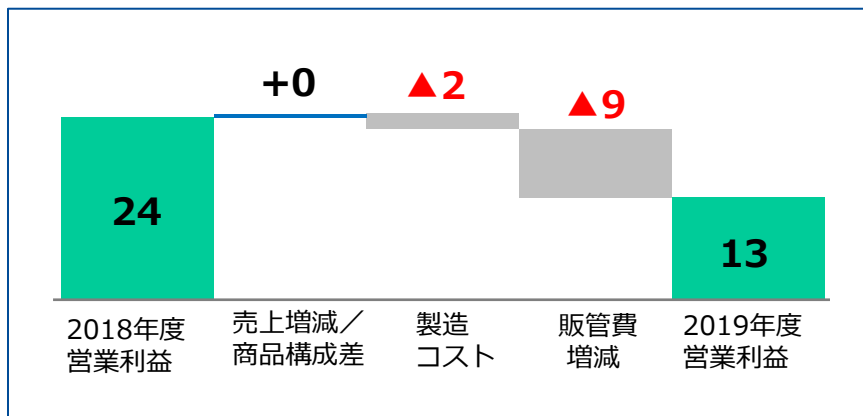 +0
▲2
▲9
24
13
2018年度
営業利益
売上増減／
商品構成差
製造
コスト
販管費
増減
2019年度
営業利益